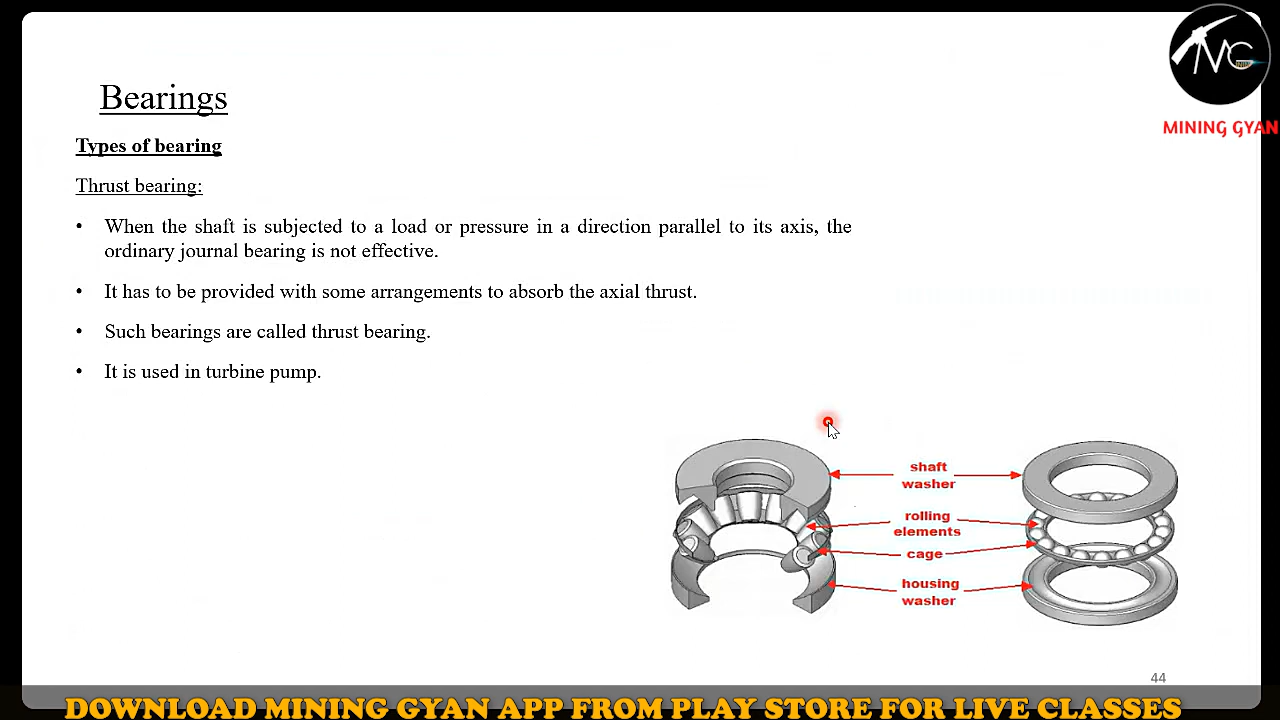 MG
MINING GYAN
Bearings
Types of bearing
Thrust bearing:
• When the shaft is subjected to a load or pressure in a direction parallel to its axis, the
ordinary journal bearing is not effective.
• It has to be provided with some arrangements to absorb the axial thrust.
• Such bearings are called thrust bearing.
• It is used in turbine pump.
shaft
washer
rolling
elements
cage
housing
washer
44
DOWNLOAD MINING GYAN APP FROM PLAY STORE FOR LIVE CLASSES